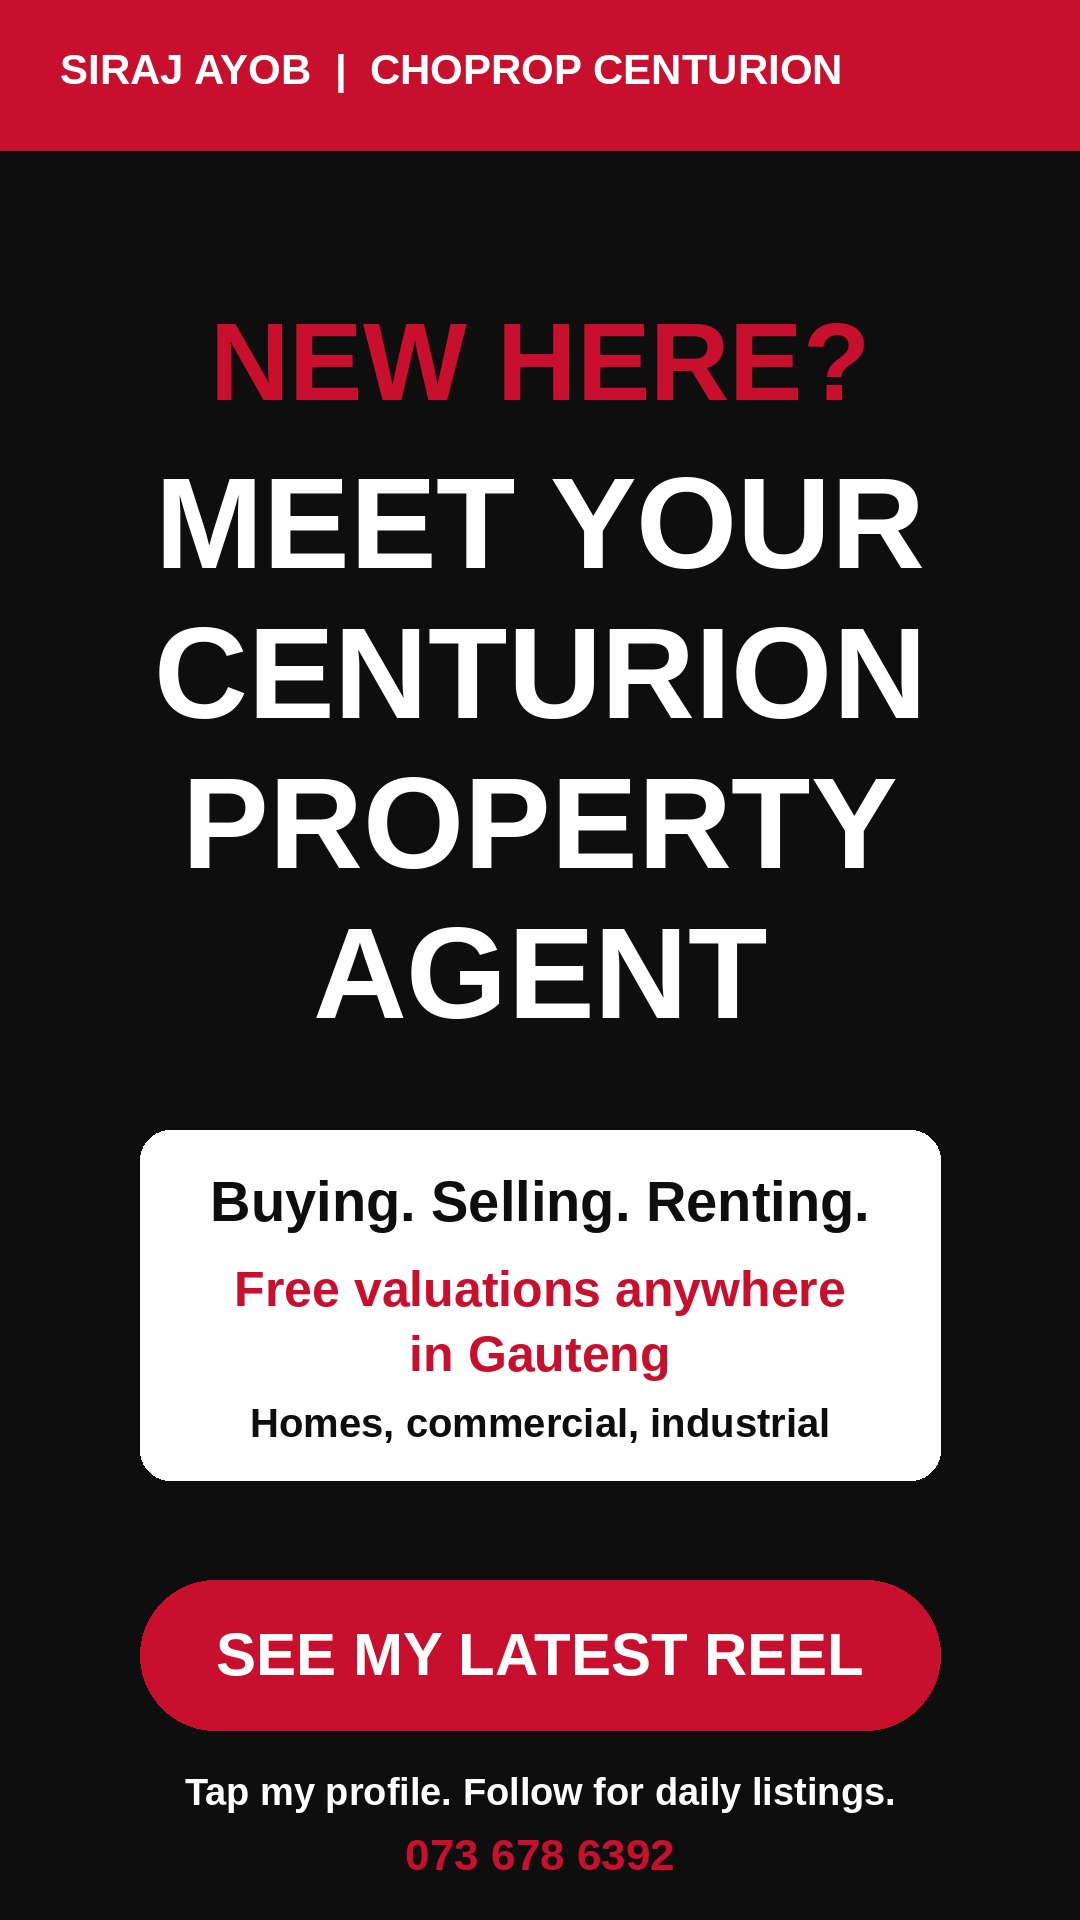 SIRAJ AYOB | CHOPROP CENTURION
NEW HERE?
MEET YOUR
CENTURION
PROPERTY
AGENT
Buying. Selling. Renting.
Free valuations anywhere
in Gauteng
Homes, commercial, industrial
SEE MY LATEST REEL
Tap my profile. Follow for daily listings.
073 678 6392